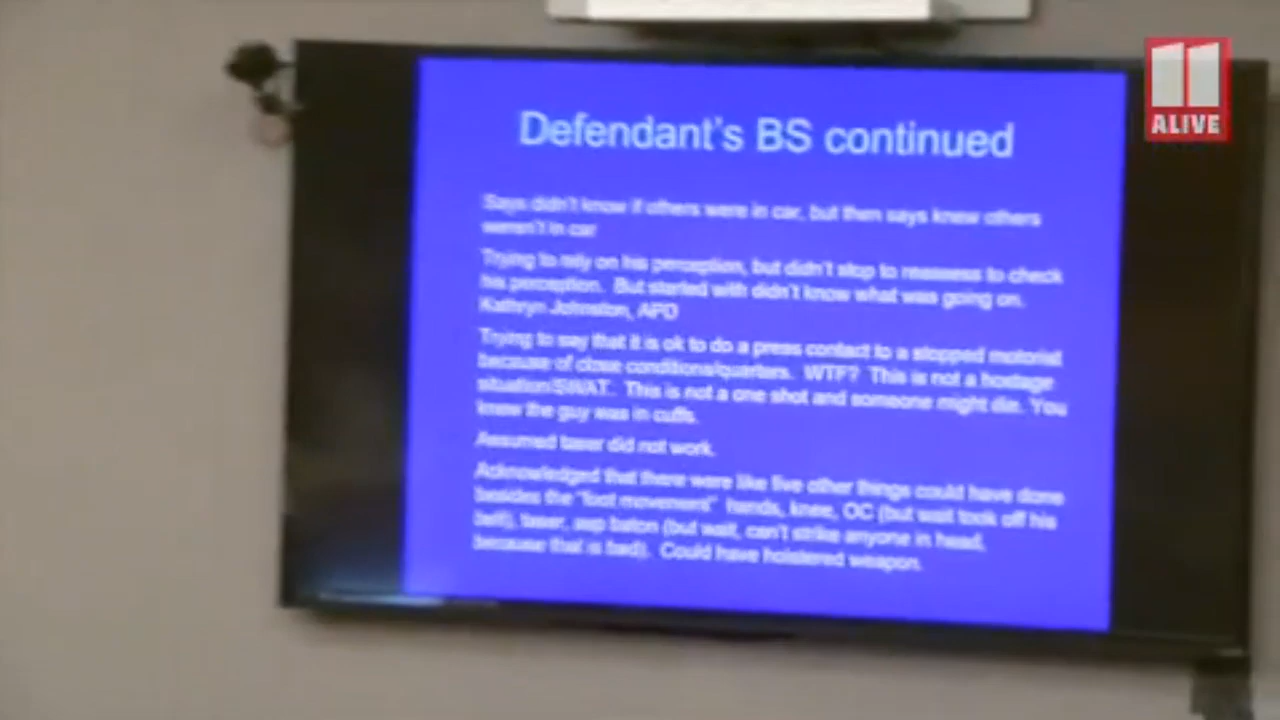 11
ALIVE
Defendant's BS continued
Says didn't know if others were in car, but then says knew others
weren't in car
Trying to rely on his perception, but didn't stop to reassess to check
his perception. But started with didn't know what was going on.
Kathryn Johnston, APD
Trying to say that it is ok to do a press contact to a stopped motorist
because of close conditions/quarters. WTF? This is not a hostage
situation/SWAT. This is not a one shot and someone might die. You
knew the guy was in cuffs.
Assumed taser did not work.
Acknowledged that there were like five other things could have done
besides the "foot movement" hands, knee, OC (but wait took off his
belt), taser, asp baton (but wait, can't strike anyone in head,
because that is bad). Could have holstered weapon.